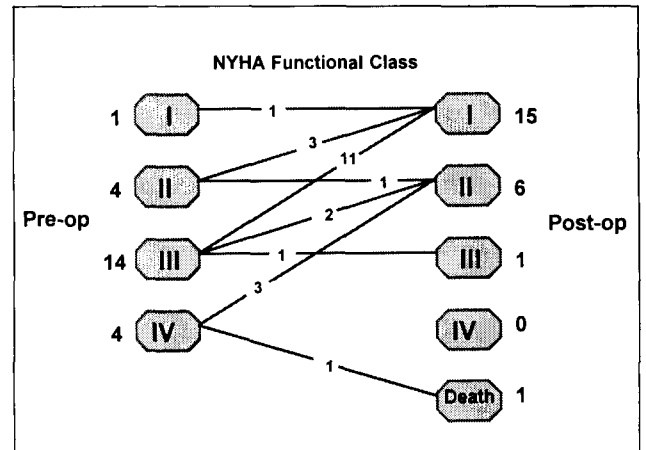 NYHA Functional Class
1 I 1 I 15
3
11
4 II 1 II 6
Pre-op 2 Post-op
14 III 1 III 1
3
4 IV IV 0
1
Death 1